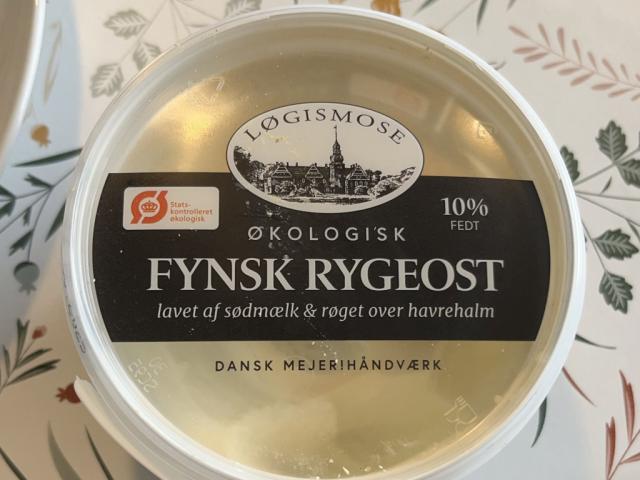 LØGISMOSE
Stats-
kontrolleret
økologisk
10%
FEDT
ØKOLOGISK
FYNSK RYGEOST
lavet af sødmælk & røget over havrehalm
DANSK MEJERIHÅNDVÆRK